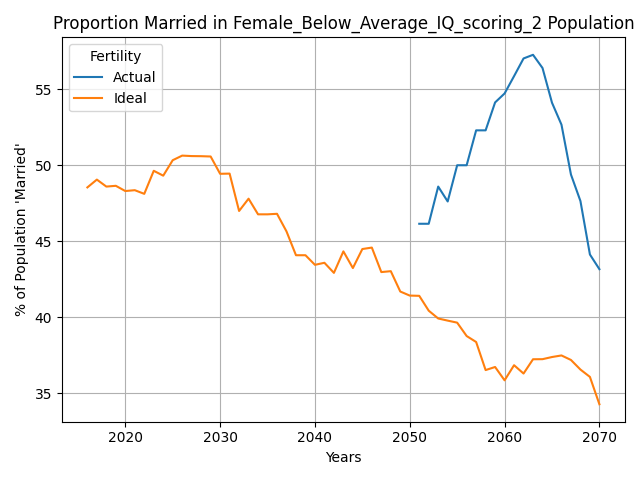 Proportion Married in Female_Below_Average_IQ_scoring_2 Population
Fertility
Actual
Ideal
% of Population 'Married'
55
50
45
40
35
2020
2030
2040
2050
2060
2070
Years